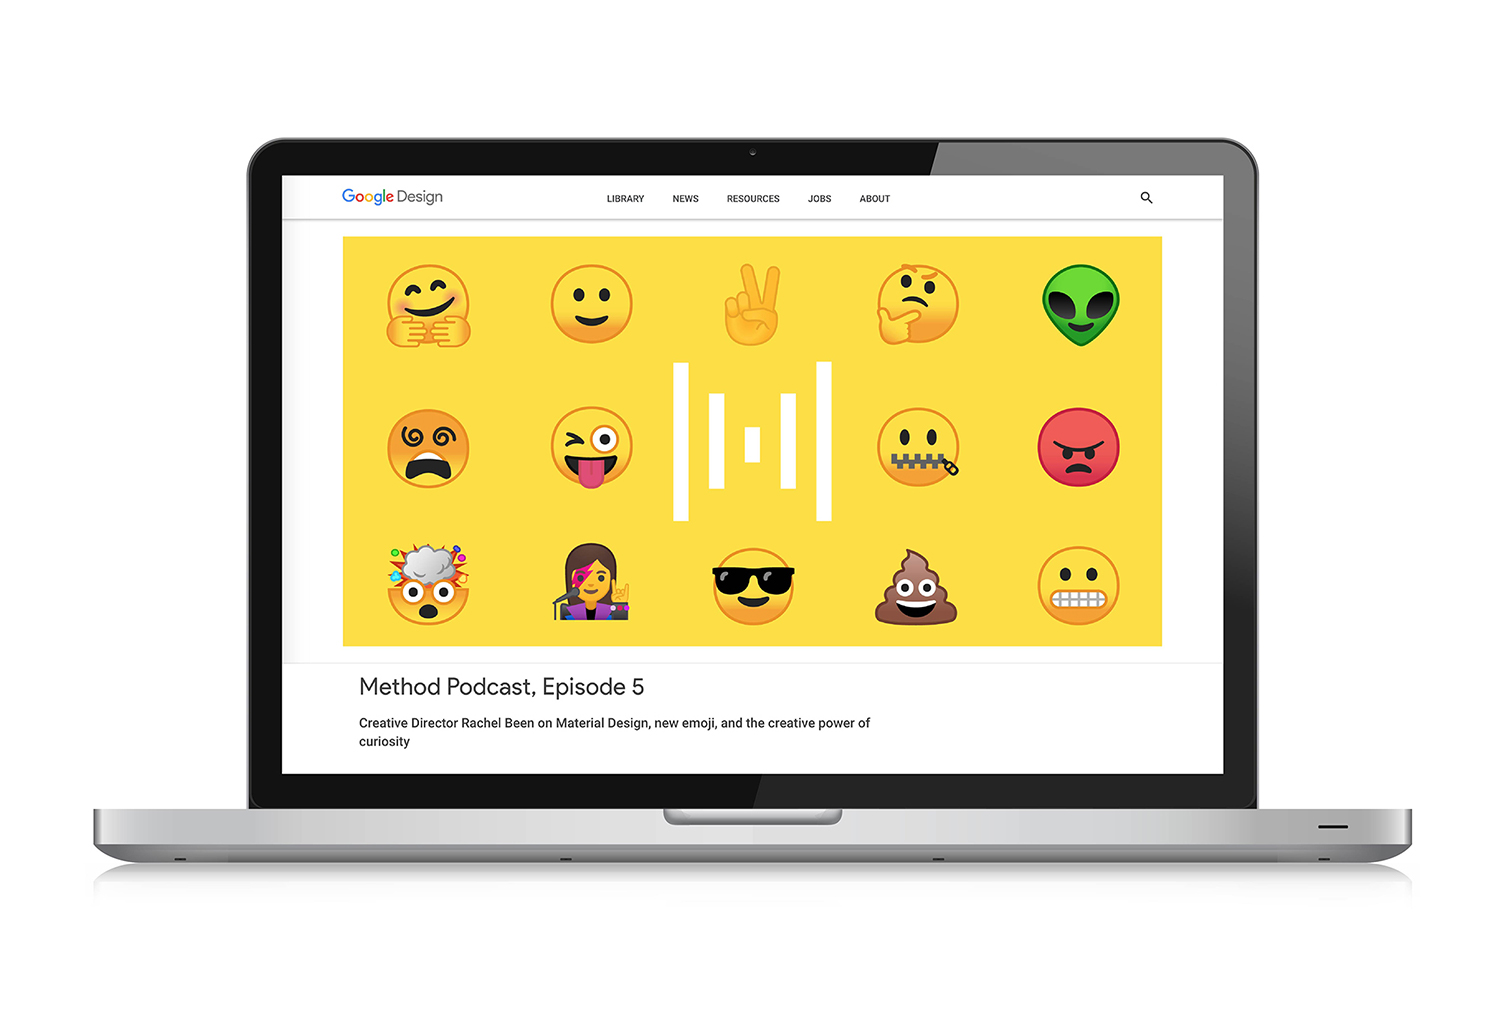 Google Design
LIBRARY NEWS RESOURCES JOBS ABOUT
Method Podcast, Episode 5
Creative Director Rachel Been on Material Design, new emoji, and the creative power of
curiosity